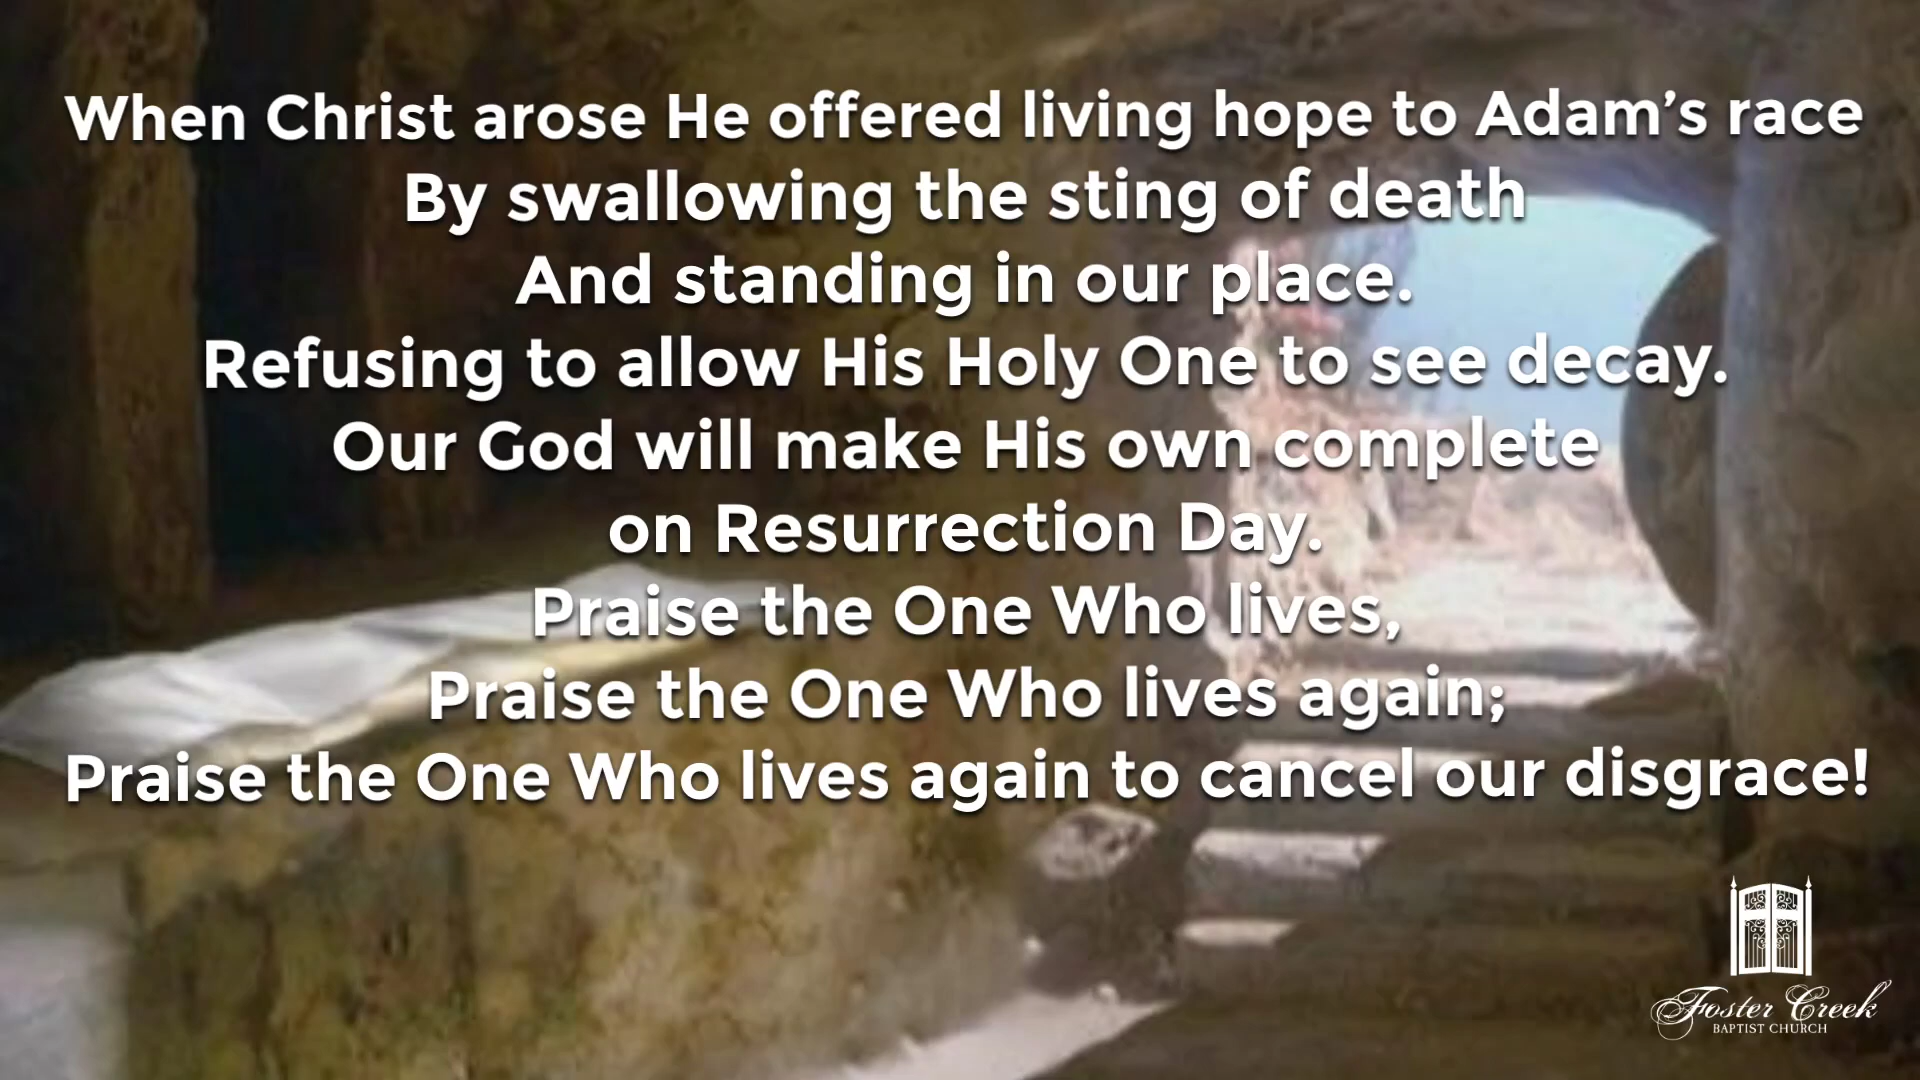 When Christ arose He offered living hope to Adam’s race
By swallowing the sting of death
And standing in our place.
Refusing to allow His Holy One to see decay.
Our God will make His own complete
on Resurrection Day.
Praise the One Who lives,
Praise the One Who lives again;
Praise the One Who lives again to cancel our disgrace!
Foster Creek
BAPTIST CHURCH